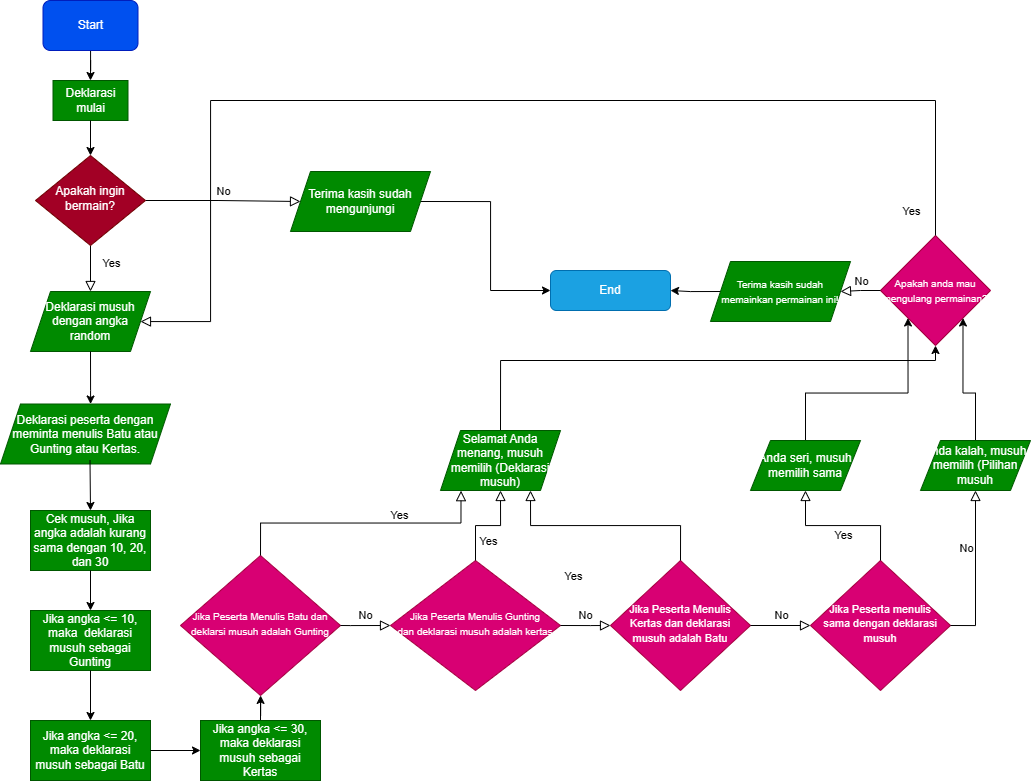 Start
Deklarasi
mulai
Apakah ingin
bermain?
No
Terima kasih sudah
mengunjungi
Yes
Deklarasi musuh
dengan angka
random
Deklarasi peserta dengan
meminta menulis Batu atau
Gunting atau Kertas.
Cek musuh, Jika
angka adalah kurang
sama dengan 10, 20,
dan 30
Jika angka <= 10,
maka deklarasi
musuh sebagai
Gunting
Jika angka <= 20,
maka deklarasi
musuh sebagai Batu
Jika angka <= 30,
maka deklarasi
musuh sebagai
Kertas
Jika Peserta Menulis Batu dan
deklarsi musuh adalah Gunting
Yes
No
Jika Peserta Menulis Gunting
dan deklarasi musuh adalah kertas
Yes
No
Jika Peserta Menulis
Kertas dan deklarasi
musuh adalah Batu
Yes
No
Jika Peserta menulis
sama dengan deklarasi
musuh
Yes
No
Selamat Anda
menang, musuh
memilih (Deklarasi
musuh)
Anda seri, musuh
memilih sama
nda kalah, musuh
memilih (Pilihan
musuh
Apakah anda mau
mengulang permainan?
Yes
No
Terima kasih sudah
memainkan permainan ini
End